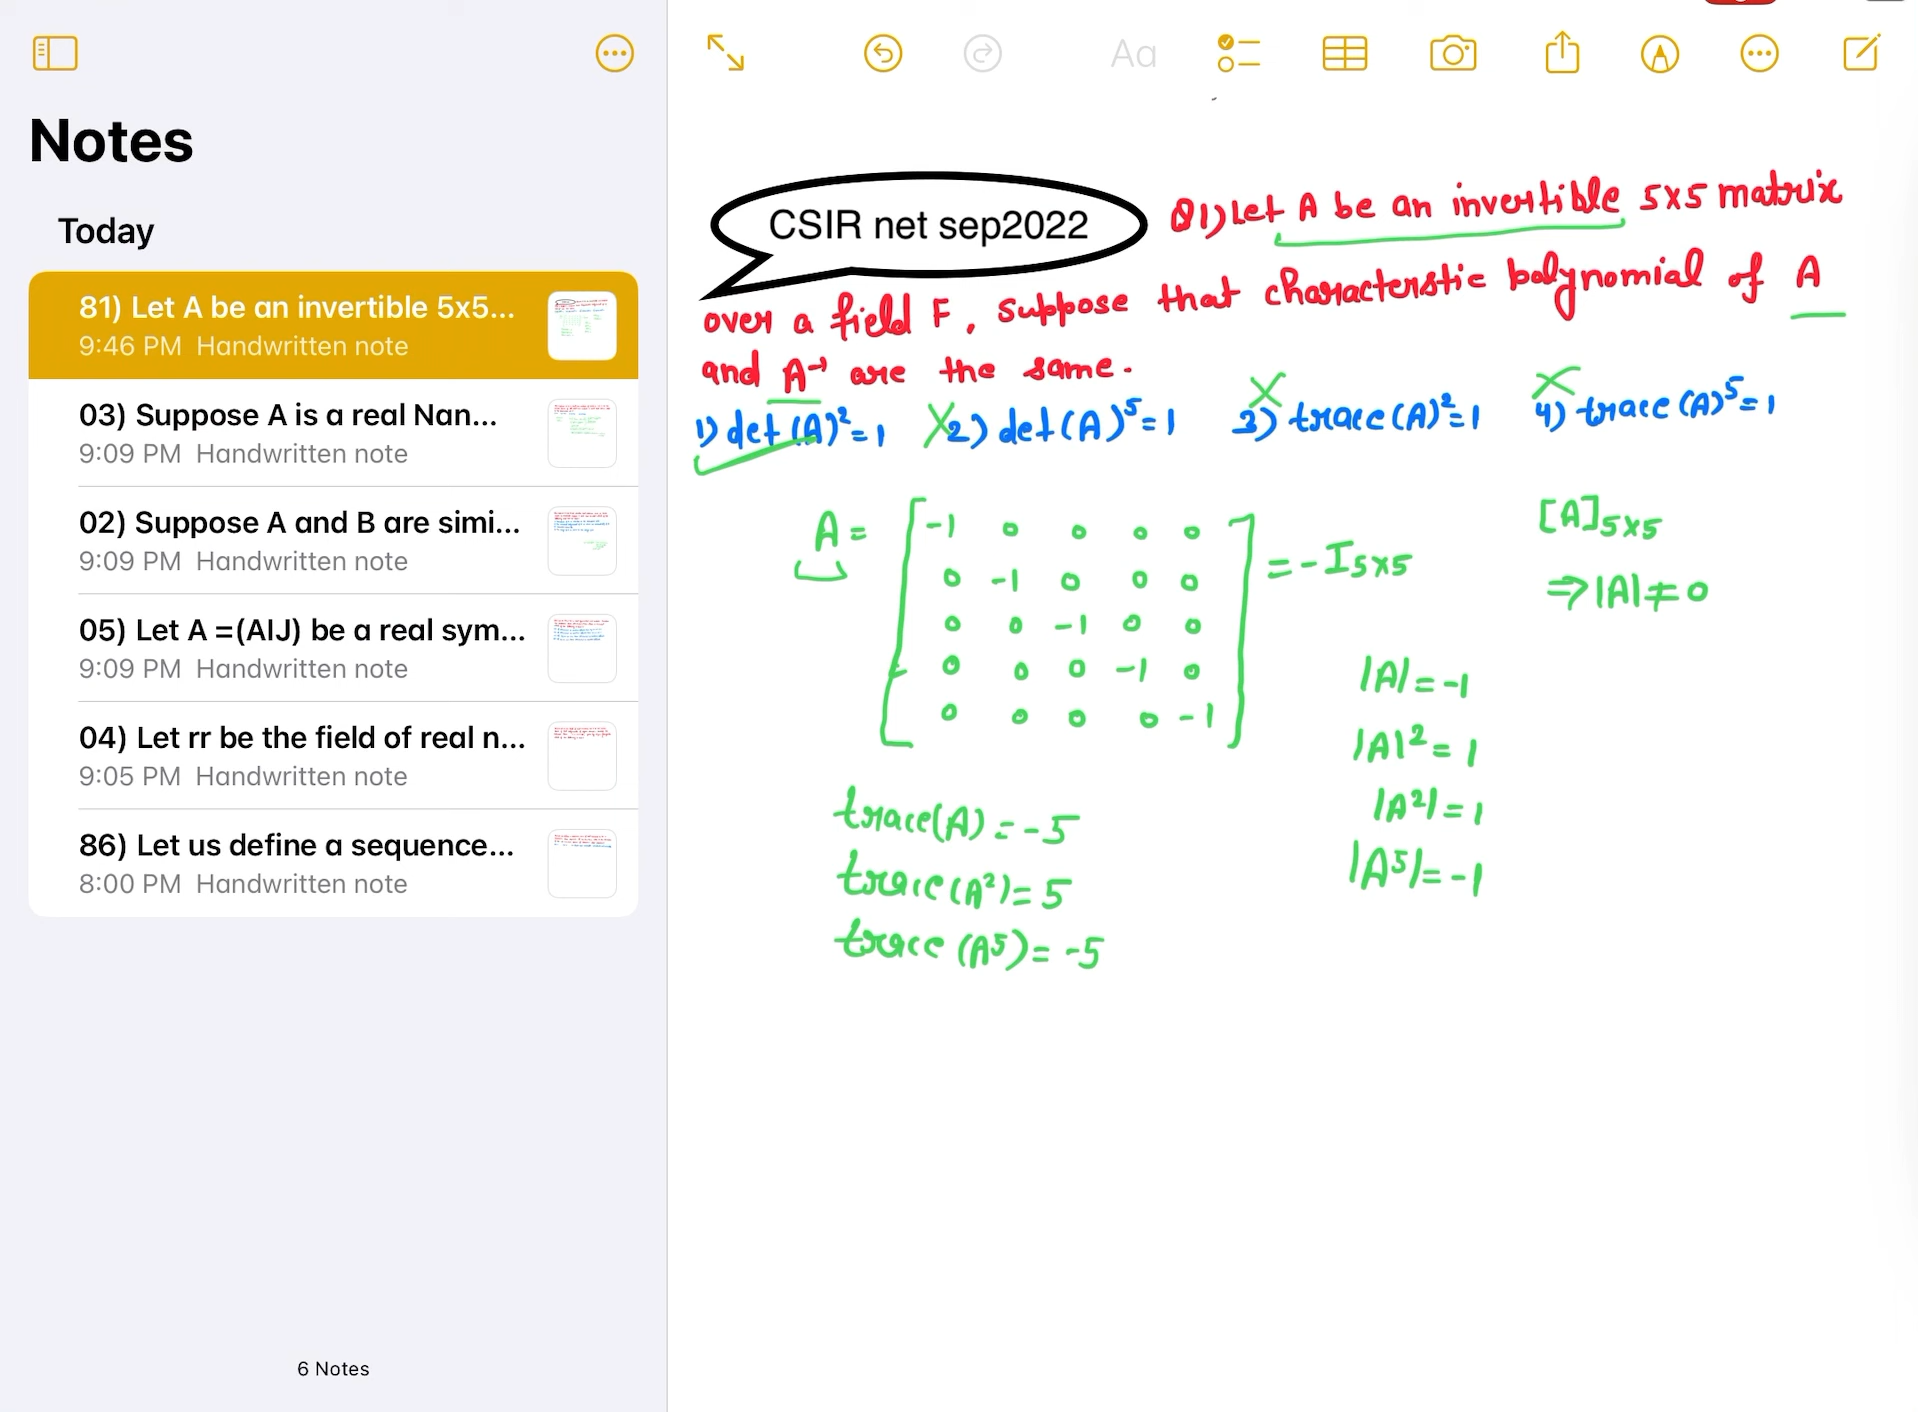 Notes
Today
81) Let A be an invertible 5x5...
9:46 PM Handwritten note
03) Suppose A is a real Nan...
9:09 PM Handwritten note
02) Suppose A and B are simi...
9:09 PM Handwritten note
05) Let A =(AIJ) be a real sym...
9:09 PM Handwritten note
04) Let rr be the field of real n...
9:05 PM Handwritten note
86) Let us define a sequence...
8:00 PM Handwritten note
6 Notes
Aa
CSIR net sep2022
81) Let A be an invertible 5x5 matrix
over a field F, suppose that characterstic polynomial of A
and A⁻¹ are the same.
1) det(A)²=1 2) det(A)⁵=1 3) trace(A)²=1 4) trace(A)⁵=1
A = [-1 0 0 0 0
0 -1 0 0 0
0 0 -1 0 0
0 0 0 -1 0
0 0 0 0 -1] = -I5x5
[A]5x5
⇒ |A| ≠ 0
|A| = -1
|A|² = 1
|A²| = 1
|A⁵| = -1
trace(A) = -5
trace(A²) = 5
trace(A⁵) = -5